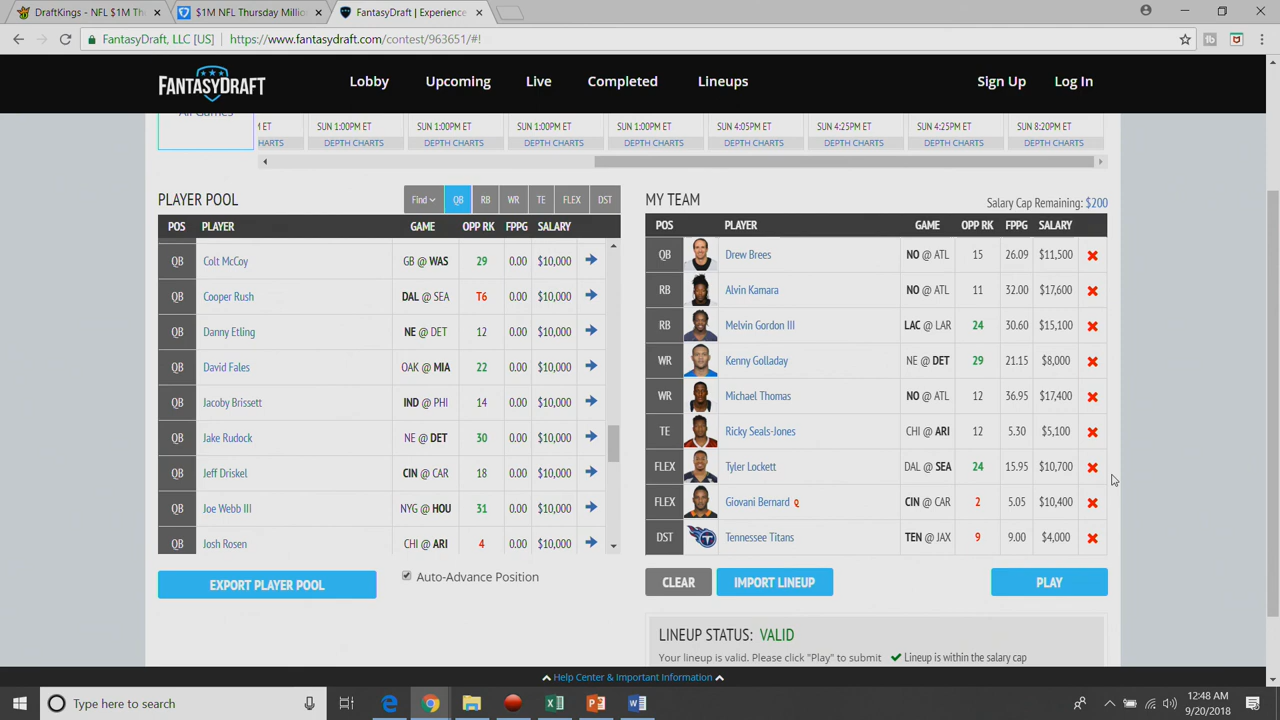 DraftKings - NFL $1M Th
$1M NFL Thursday Millio
FantasyDraft | Experience
FantasyDraft, LLC [US] https://www.fantasydraft.com/contest/963651/#!
FANTASYDRAFT
Lobby Upcoming Live Completed Lineups Sign Up Log In
All Games
M ET SUN 1:00PM ET SUN 1:00PM ET SUN 1:00PM ET SUN 1:00PM ET SUN 4:05PM ET SUN 4:25PM ET SUN 4:25PM ET SUN 8:20PM ET
HARTS DEPTH CHARTS DEPTH CHARTS DEPTH CHARTS DEPTH CHARTS DEPTH CHARTS DEPTH CHARTS DEPTH CHARTS DEPTH CHARTS
PLAYER POOL Find QB RB WR TE FLEX DST
POS PLAYER GAME OPP RK FPPG SALARY
QB Colt McCoy GB @ WAS 29 0.00 $10,000
QB Cooper Rush DAL @ SEA T6 0.00 $10,000
QB Danny Etling NE @ DET 12 0.00 $10,000
QB David Fales OAK @ MIA 22 0.00 $10,000
QB Jacoby Brissett IND @ PHI 14 0.00 $10,000
QB Jake Rudock NE @ DET 30 0.00 $10,000
QB Jeff Driskel CIN @ CAR 18 0.00 $10,000
QB Joe Webb III NYG @ HOU 31 0.00 $10,000
QB Josh Rosen CHI @ ARI 4 0.00 $10,000
EXPORT PLAYER POOL
Auto-Advance Position
MY TEAM
Salary Cap Remaining: $200
POS PLAYER GAME OPP RK FPPG SALARY
QB Drew Brees NO @ ATL 15 26.09 $11,500
RB Alvin Kamara NO @ ATL 11 32.00 $17,600
RB Melvin Gordon III LAC @ LAR 24 30.60 $15,100
WR Kenny Golladay NE @ DET 29 21.15 $8,000
WR Michael Thomas NO @ ATL 12 36.95 $17,400
TE Ricky Seals-Jones CHI @ ARI 12 5.30 $5,100
FLEX Tyler Lockett DAL @ SEA 24 15.95 $10,700
FLEX Giovani Bernard Q CIN @ CAR 2 5.05 $10,400
DST Tennessee Titans TEN @ JAX 9 9.00 $4,000
CLEAR IMPORT LINEUP PLAY
LINEUP STATUS: VALID
Your lineup is valid. Please click "Play" to submit
Lineup is within the salary cap
Help Center & Important Information
Type here to search
12:48 AM
9/20/2018